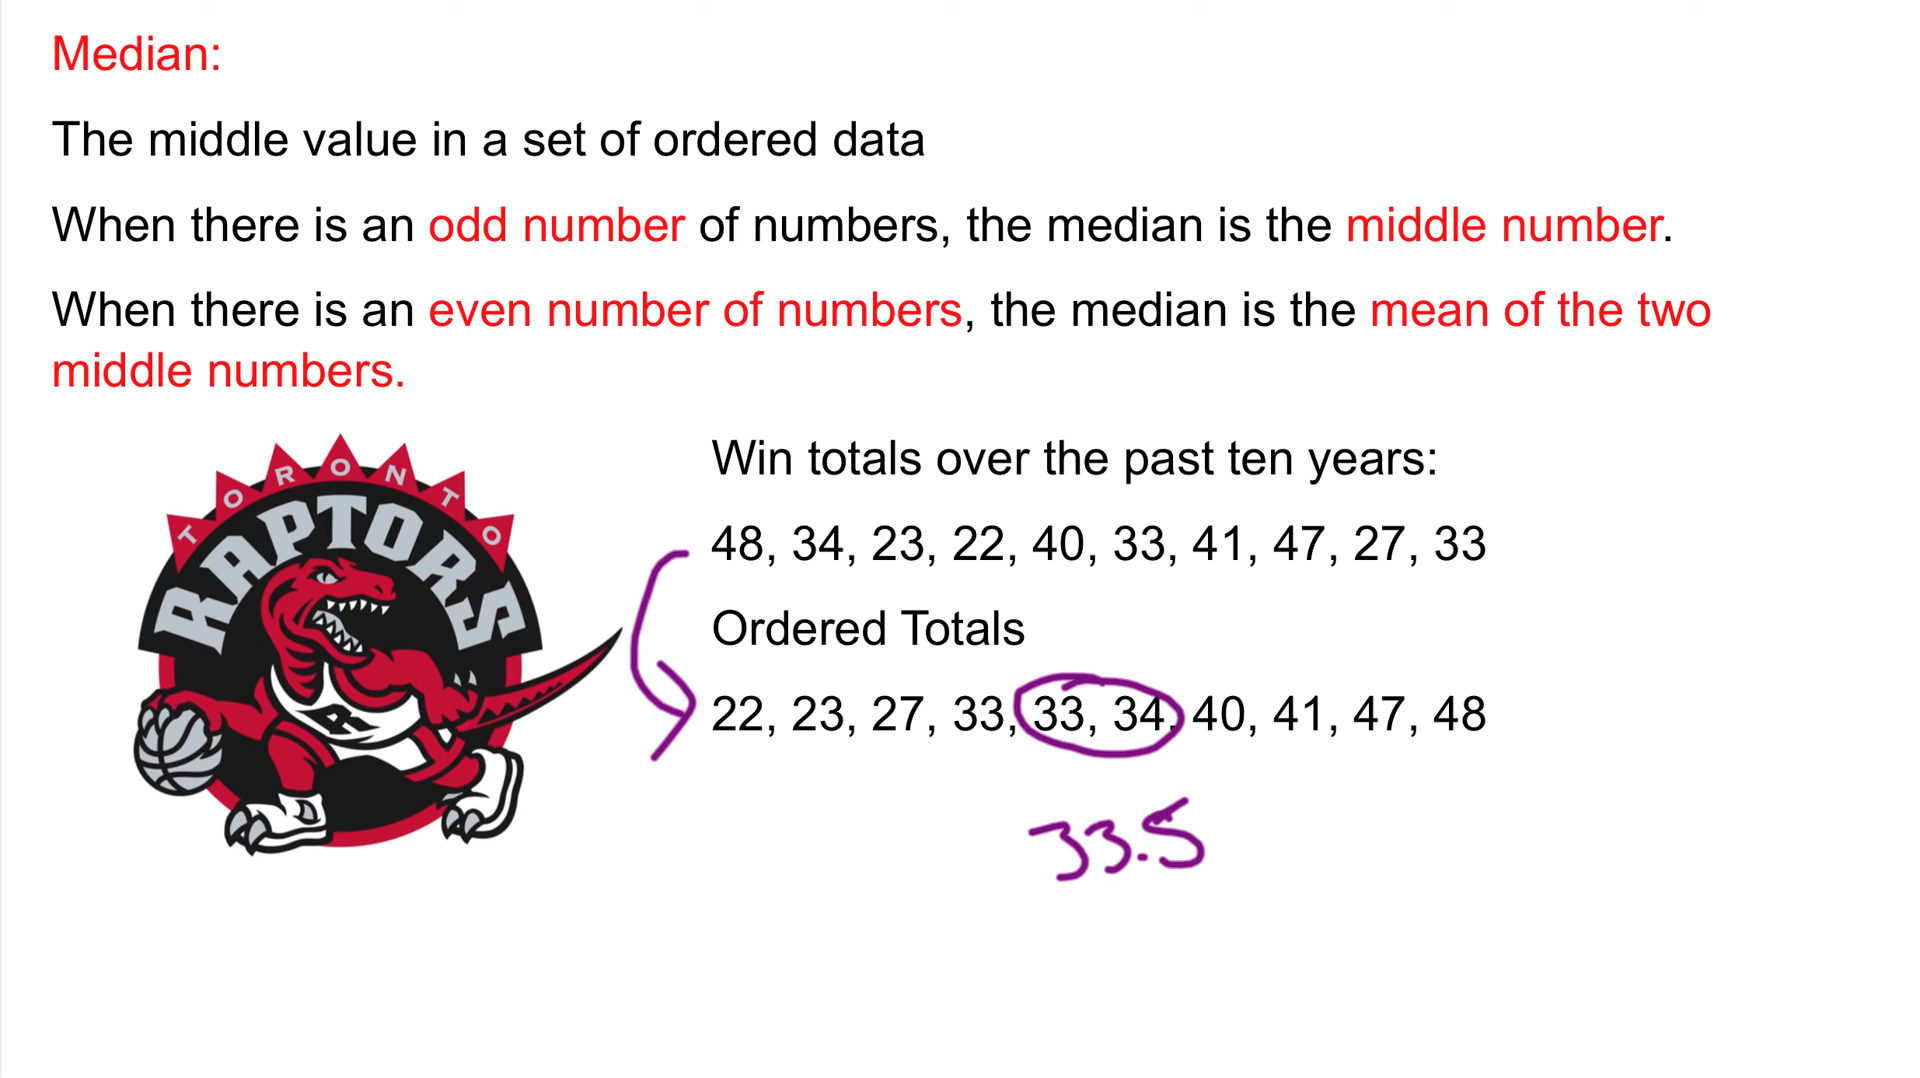 Median:
The middle value in a set of ordered data
When there is an odd number of numbers, the median is the middle number.
When there is an even number of numbers, the median is the mean of the two
middle numbers.
TORONTO
RAPTORS
R
Win totals over the past ten years:
48, 34, 23, 22, 40, 33, 41, 47, 27, 33
Ordered Totals
22, 23, 27, 33, 33, 34, 40, 41, 47, 48
33.5